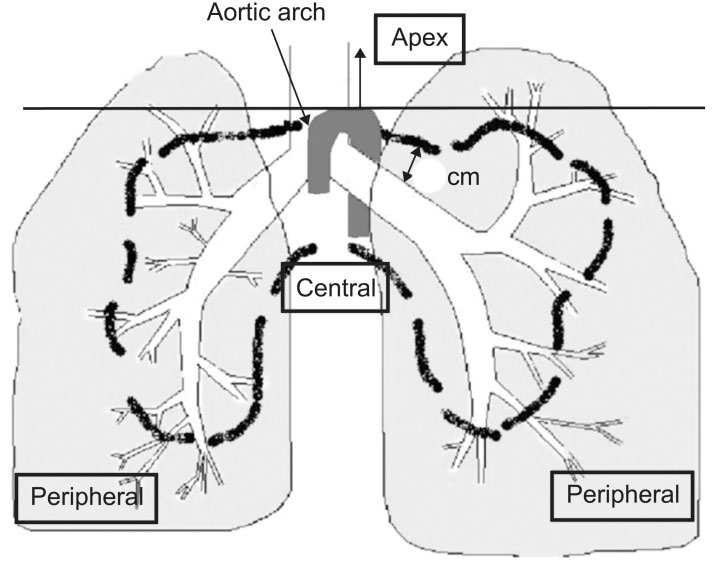 Aortic arch
Apex
cm
Central
Peripheral
Peripheral